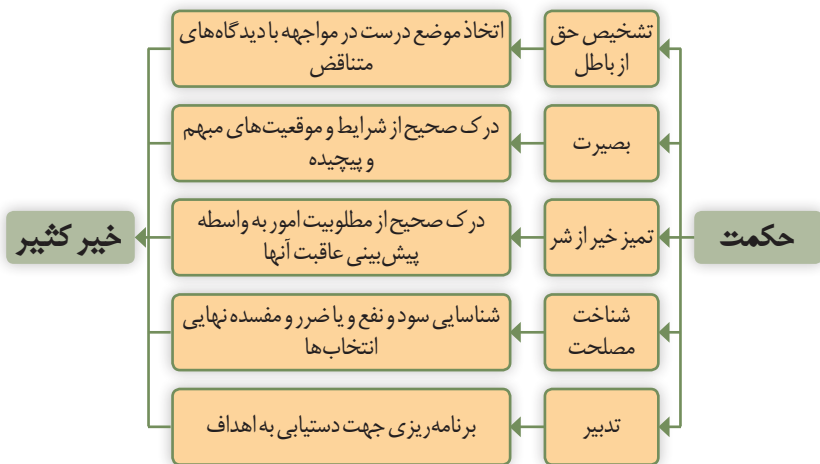 حکمت
تشخیص حق
از باطل
اتخاذ موضع درست در مواجهه با دیدگاه‌های
متناقض
بصیرت
درک صحیح از شرایط و موقعیت‌های مبهم
و پیچیده
تمیز خیر از شر
درک صحیح از مطلوبیت امور به واسطه
پیش‌بینی عاقبت آنها
شناخت
مصلحت
شناسایی سود و نفع و یا ضرر و مفسده نهایی
انتخاب‌ها
تدبیر
برنامه‌ریزی جهت دستیابی به اهداف
خیر کثیر